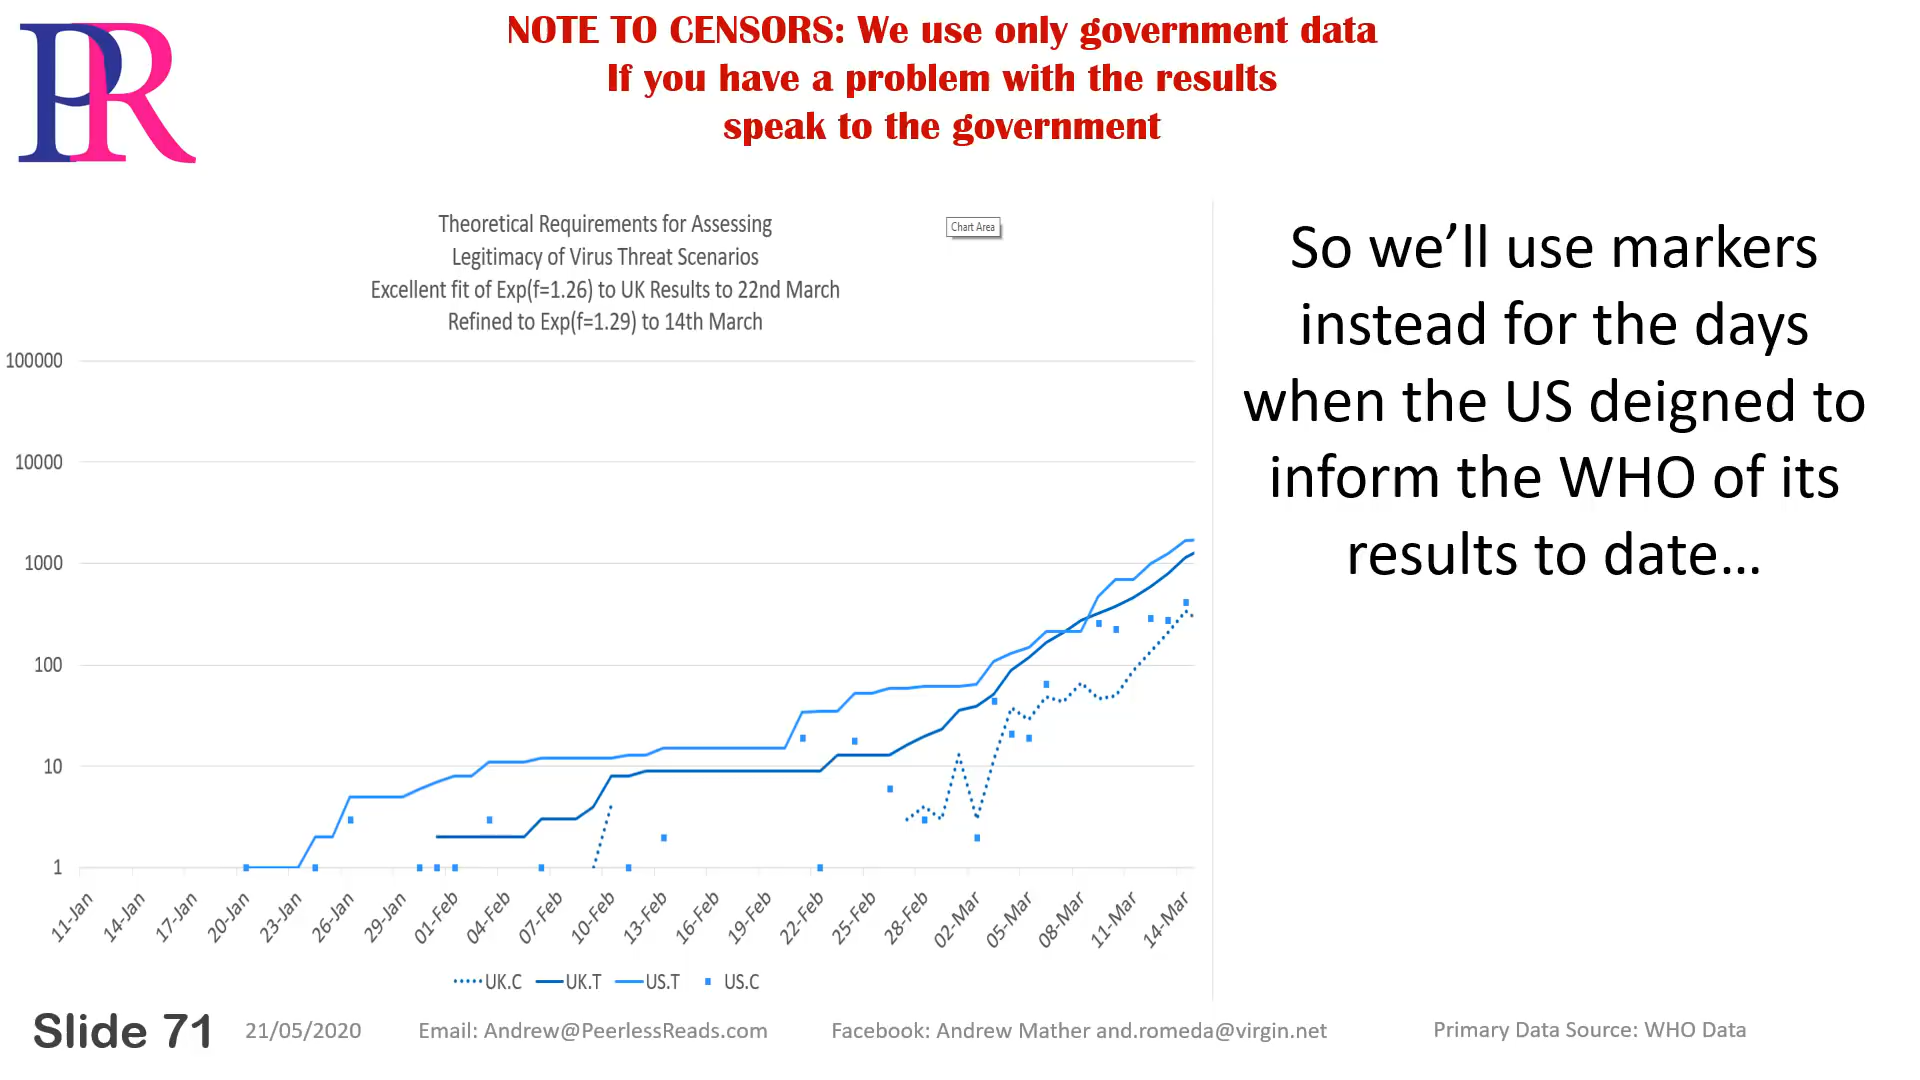 PR
NOTE TO CENSORS: We use only government data
If you have a problem with the results
speak to the government
Theoretical Requirements for Assessing
Legitimacy of Virus Threat Scenarios
Excellent fit of Exp(f=1.26) to UK Results to 22nd March
Refined to Exp(f=1.29) to 14th March
Chart Area
100000
10000
1000
100
10
1
11-Jan
14-Jan
17-Jan
20-Jan
23-Jan
26-Jan
29-Jan
01-Feb
04-Feb
07-Feb
10-Feb
13-Feb
16-Feb
19-Feb
22-Feb
25-Feb
28-Feb
02-Mar
05-Mar
08-Mar
11-Mar
14-Mar
UK.C UK.T US.T US.C
So we’ll use markers
instead for the days
when the US deigned to
inform the WHO of its
results to date…
Slide 71 21/05/2020 Email: Andrew@PeerlessReads.com Facebook: Andrew Mather and.romeda@virgin.net Primary Data Source: WHO Data